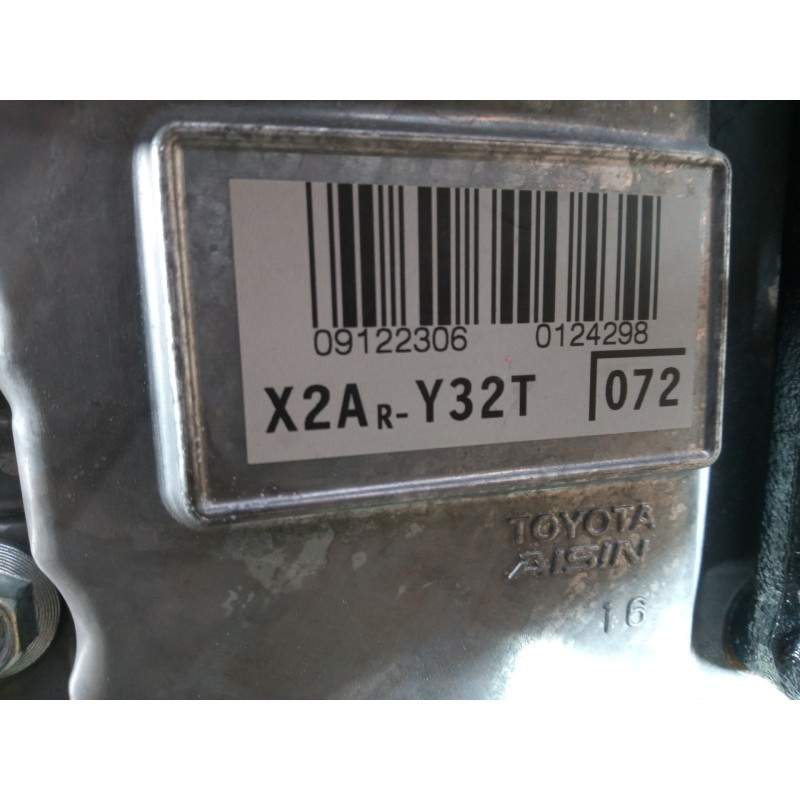 09122306 0124298
X2AR-Y32T 072
TOYOTA
AISIN
16